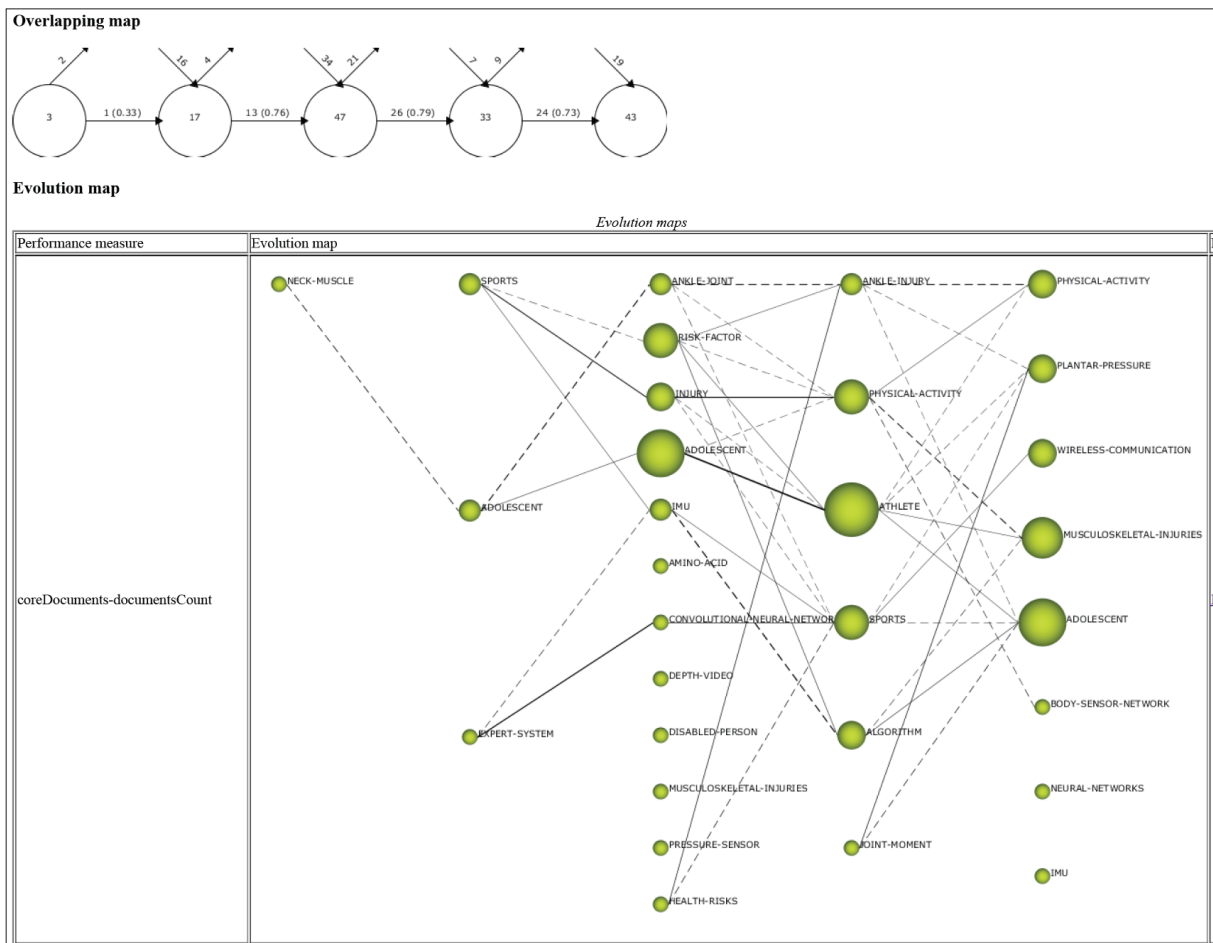 Overlapping map
2 16 4 34 21 7 9 19
3 1 (0.33) 17 13 (0.76) 47 26 (0.79) 33 24 (0.73) 43
Evolution map
Evolution maps
Performance measure Evolution map
NECK-MUSCLE SPORTS ANKLE-JOINT ANKLE-INJURY PHYSICAL-ACTIVITY
RISK-FACTOR
PLANTAR-PRESSURE
INJURY PHYSICAL-ACTIVITY
ADOLESCENT WIRELESS-COMMUNICATION
ADOLESCENT IMU ATHLETE
MUSCULOSKELETAL-INJURIES
AMINO-ACID
coreDocuments-documentsCount
CONVOLUTIONAL-NEURAL-NETWOR SPORTS ADOLESCENT
DEPTH-VIDEO
BODY-SENSOR-NETWORK
EXPERT-SYSTEM DISABLED-PERSON ALGORITHM
MUSCULOSKELETAL-INJURIES NEURAL-NETWORKS
PRESSURE-SENSOR JOINT-MOMENT
IMU
HEALTH-RISKS